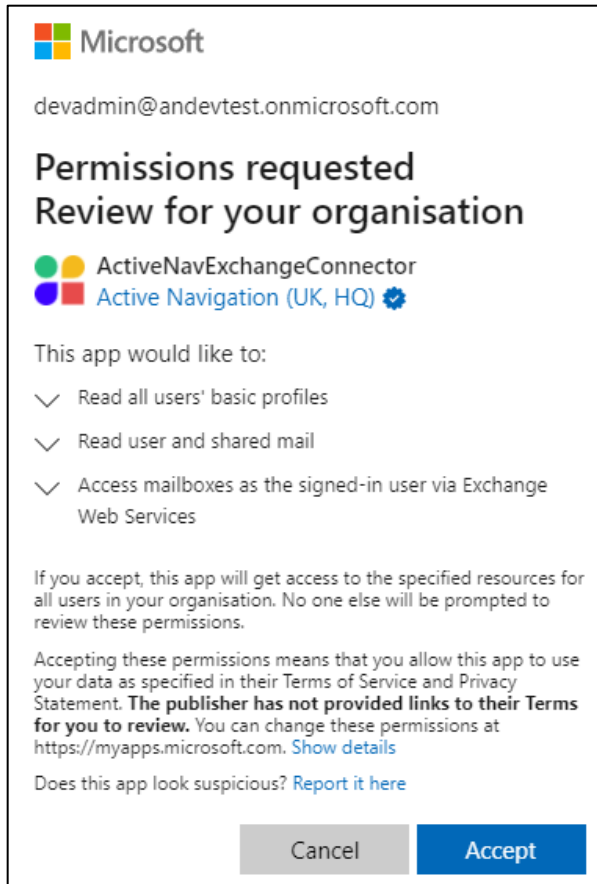 Microsoft
devadmin@andevtest.onmicrosoft.com
Permissions requested
Review for your organisation
ActiveNavExchangeConnector
Active Navigation (UK, HQ)
This app would like to:
Read all users' basic profiles
Read user and shared mail
Access mailboxes as the signed-in user via Exchange
Web Services
If you accept, this app will get access to the specified resources for
all users in your organisation. No one else will be prompted to
review these permissions.
Accepting these permissions means that you allow this app to use
your data as specified in their Terms of Service and Privacy
Statement. The publisher has not provided links to their Terms
for you to review. You can change these permissions at
https://myapps.microsoft.com. Show details
Does this app look suspicious? Report it here
Cancel
Accept